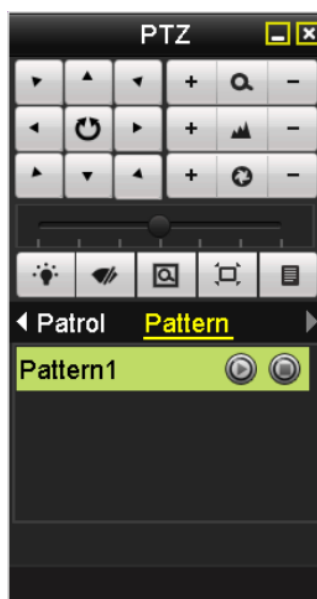 PTZ
+ -
+ -
+ -
Patrol Pattern
Pattern1